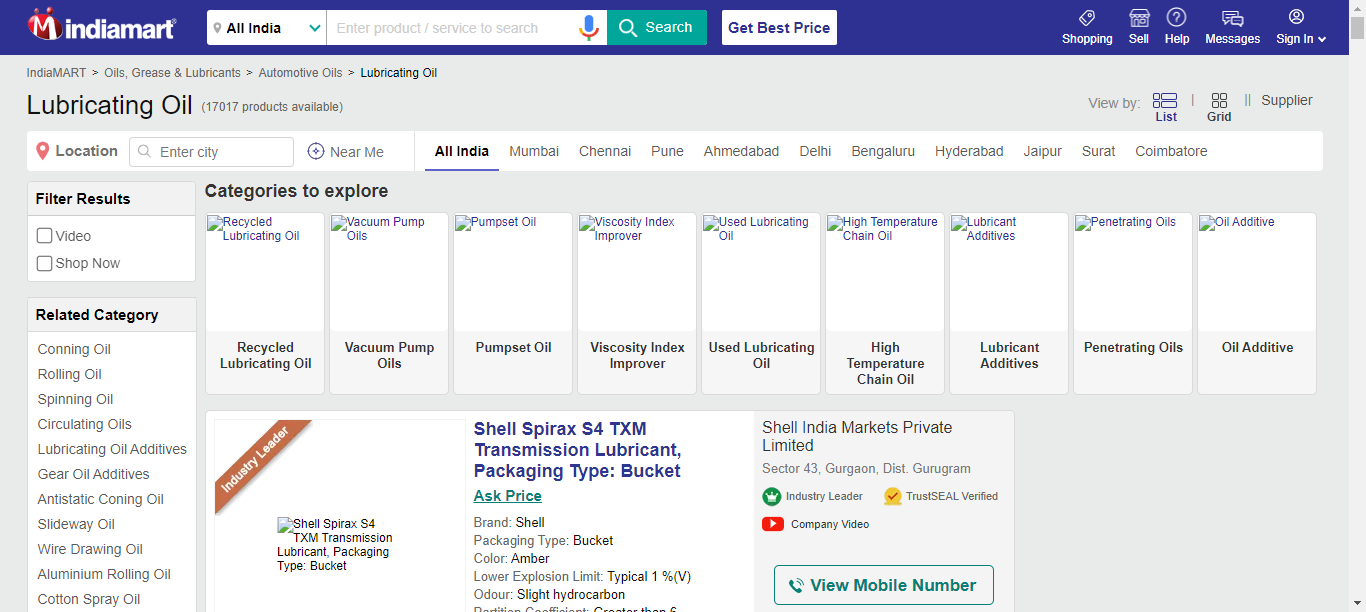 indiamart
All India
Enter product / service to search
Search
Get Best Price
Shopping
Sell
Help
Messages
Sign In
IndiaMART > Oils, Grease & Lubricants > Automotive Oils > Lubricating Oil
Lubricating Oil (17017 products available)
View by:
List
Grid
Supplier
Location
Enter city
Near Me
All India
Mumbai
Chennai
Pune
Ahmedabad
Delhi
Bengaluru
Hyderabad
Jaipur
Surat
Coimbatore
Filter Results
Video
Shop Now
Related Category
Conning Oil
Rolling Oil
Spinning Oil
Circulating Oils
Lubricating Oil Additives
Gear Oil Additives
Antistatic Coning Oil
Slideway Oil
Wire Drawing Oil
Aluminium Rolling Oil
Cotton Spray Oil
Categories to explore
Recycled
Lubricating Oil
Recycled
Lubricating Oil
Vacuum Pump
Oils
Vacuum Pump
Oils
Pumpset Oil
Pumpset Oil
Viscosity Index
Improver
Viscosity Index
Improver
Used Lubricating
Oil
Used Lubricating
Oil
High Temperature
Chain Oil
High
Temperature
Chain Oil
Lubricant
Additives
Lubricant
Additives
Penetrating Oils
Penetrating Oils
Oil Additive
Oil Additive
Industry Leader
Shell Spirax S4
TXM Transmission
Lubricant, Packaging
Type: Bucket
Shell Spirax S4 TXM
Transmission Lubricant,
Packaging Type: Bucket
Ask Price
Brand: Shell
Packaging Type: Bucket
Color: Amber
Lower Explosion Limit: Typical 1 %(V)
Odour: Slight hydrocarbon
Partition Coefficient: Greater than 6
Shell India Markets Private
Limited
Sector 43, Gurgaon, Dist. Gurugram
Industry Leader
TrustSEAL Verified
Company Video
View Mobile Number